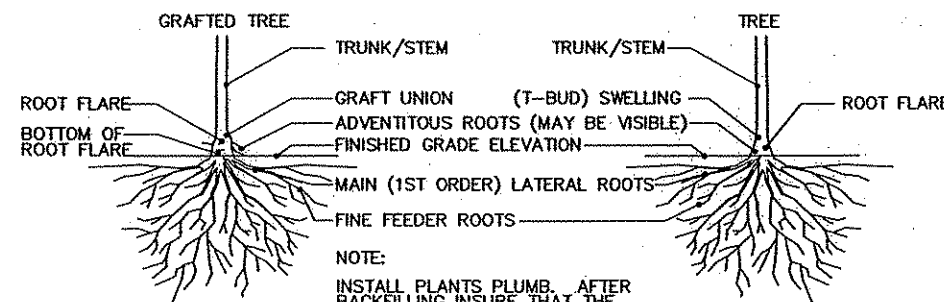 GRAFTED TREE
TREE
TRUNK/STEM
TRUNK/STEM
ROOT FLARE
GRAFT UNION
(T-BUD) SWELLING
ROOT FLARE
BOTTOM OF
ROOT FLARE
ADVENTITOUS ROOTS (MAY BE VISIBLE)
FINISHED GRADE ELEVATION
MAIN (1ST ORDER) LATERAL ROOTS
FINE FEEDER ROOTS
NOTE:
INSTALL PLANTS PLUMB. AFTER
BACKFILLING INSURE THAT THE